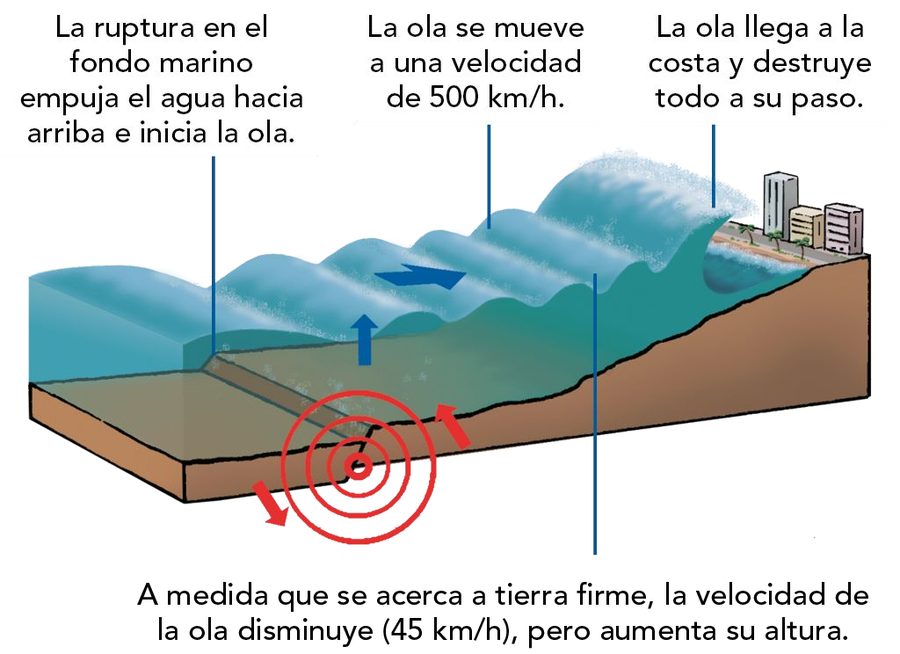 La ruptura en el
fondo marino
empuja el agua hacia
arriba e inicia la ola.
La ola se mueve
a una velocidad
de 500 km/h.
La ola llega a la
costa y destruye
todo a su paso.
A medida que se acerca a tierra firme, la velocidad de
la ola disminuye (45 km/h), pero aumenta su altura.